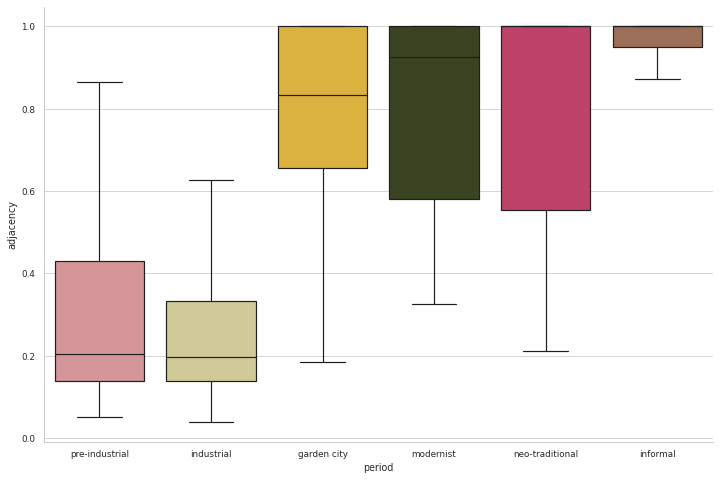 1.0
0.8
0.6
0.4
0.2
0.0
adjacency
pre-industrial
industrial
garden city
modernist
neo-traditional
informal
period